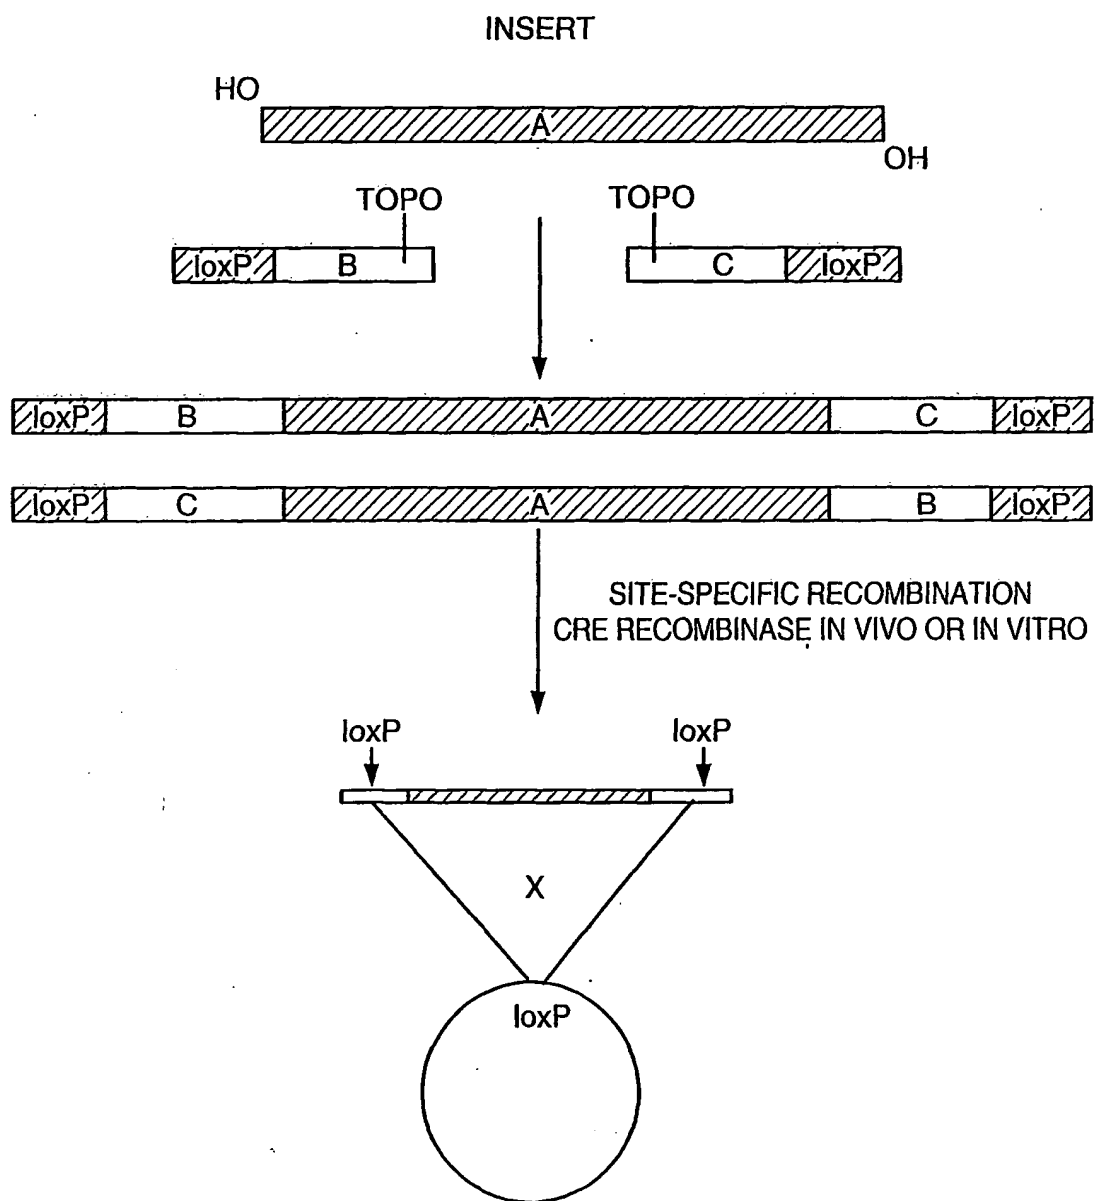 INSERT
HO
A
OH
TOPO
TOPO
loxP
B
C
loxP
loxP
B
A
C
loxP
loxP
C
A
B
loxP
SITE-SPECIFIC RECOMBINATION
CRE RECOMBINASE IN VIVO OR IN VITRO
loxP
loxP
X
loxP